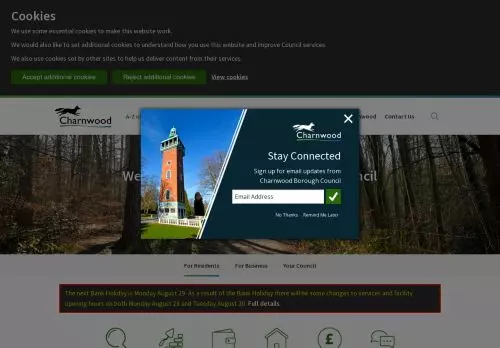 Cookies
We use some essential cookies to make this website work.
We would also like to set additional cookies to understand how you use this website and improve Council services.
We also use cookies set by other sites to help us deliver content from their services.
Accept additional cookies
Reject additional cookies
View cookies
Charnwood
Contact Us
Charnwood
Stay Connected
Sign up for email updates from
Charnwood Borough Council
Email Address
No Thanks
Remind Me Later
For Residents
For Business
Your Council
The next Bank Holiday is Monday August 29. As a result of the Bank Holiday there will be some changes to services and facility
opening hours on both Monday August 29 and Tuesday August 30. Full details.